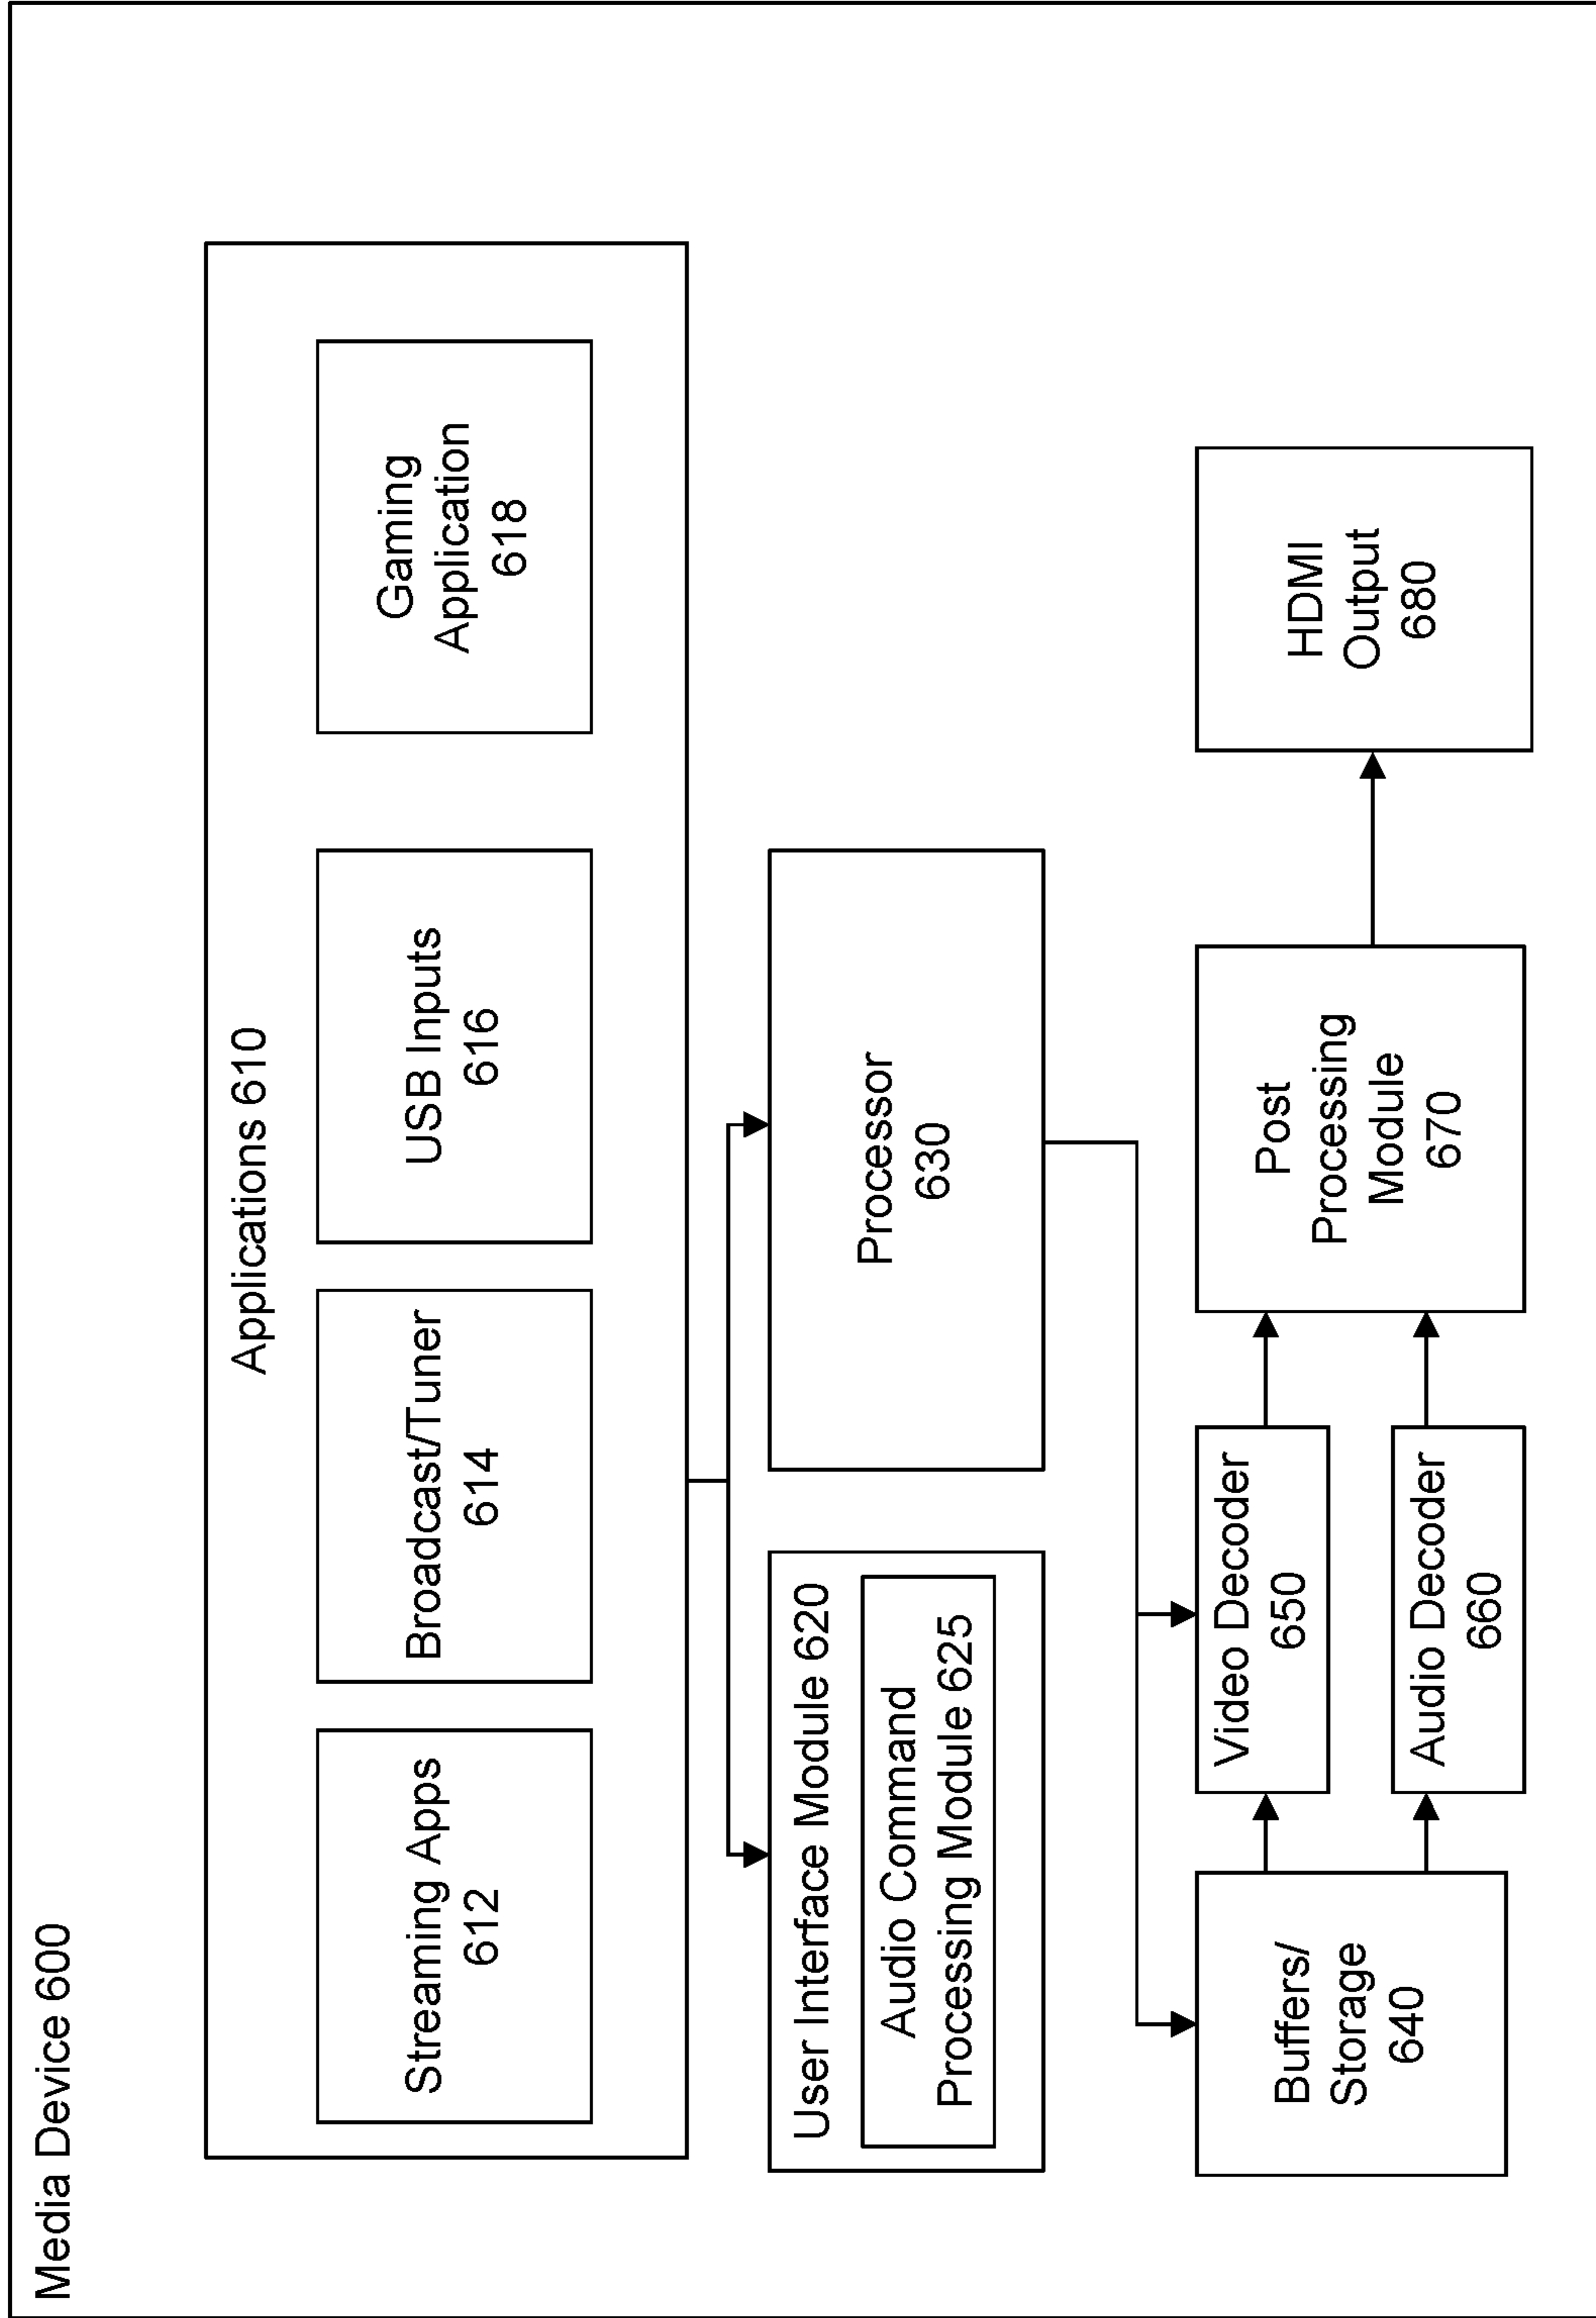 Media Device 600
Applications 610
Streaming Apps
612
Broadcast/Tuner
614
USB Inputs
616
Gaming
Application
618
User Interface Module 620
Audio Command
Processing Module 625
Processor
630
Buffers/
Storage
640
Video Decoder
650
Audio Decoder
660
Post
Processing
Module
670
HDMI
Output
680